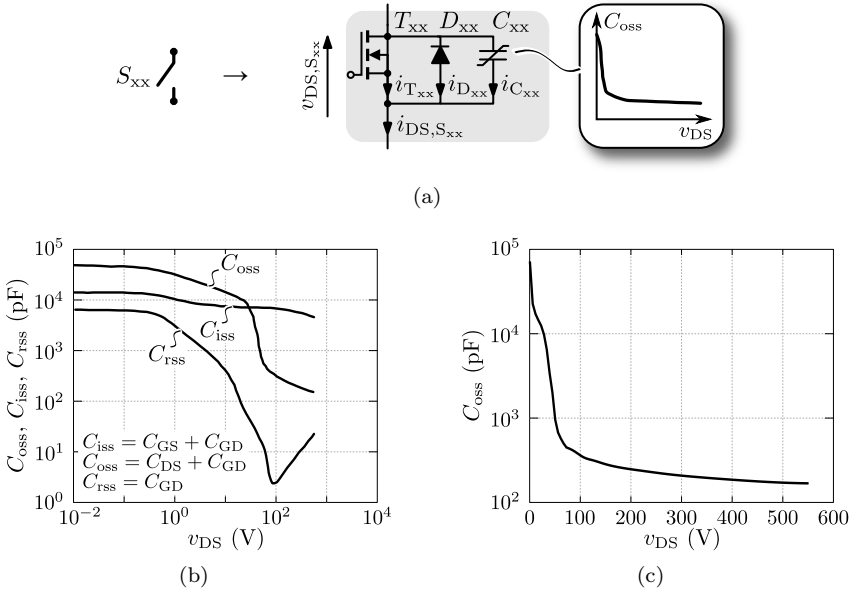 S_xx
→
v_DS,S_xx
T_xx D_xx C_xx
i_T_xx i_D_xx i_C_xx
i_DS,S_xx
C_oss
v_DS
(a)
C_oss, C_iss, C_rss (pF)
10^5
10^4
10^3
10^2
10^1
10^0
C_oss
C_iss
C_rss
C_iss = C_GS + C_GD
C_oss = C_DS + C_GD
C_rss = C_GD
10^−2 10^0 10^2 10^4
v_DS (V)
(b)
C_oss (pF)
10^5
10^4
10^3
10^2
0 100 200 300 400 500 600
v_DS (V)
(c)